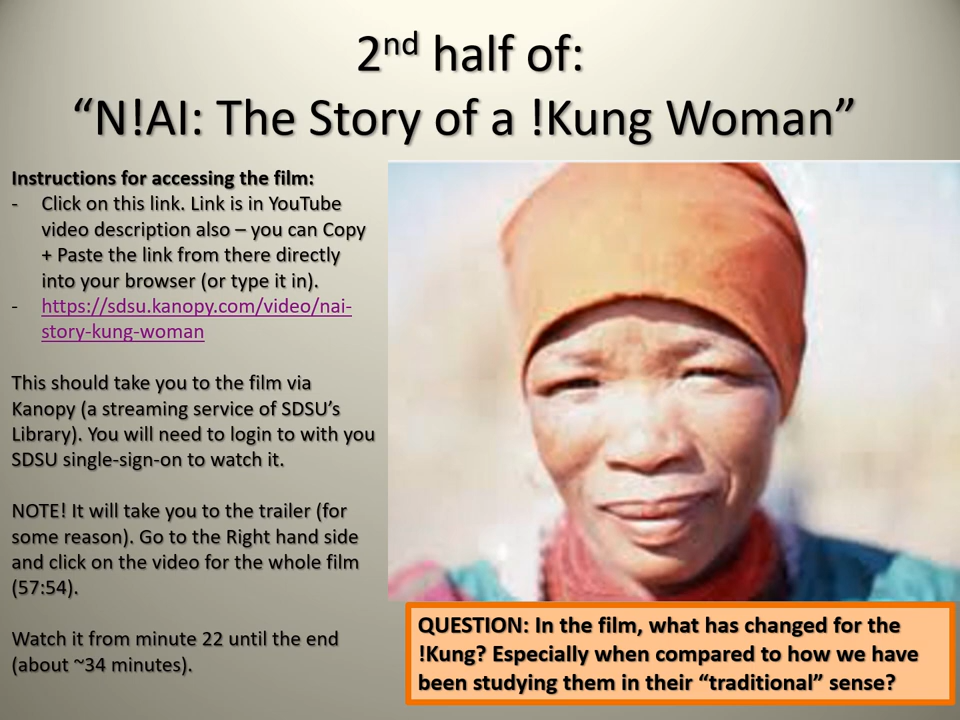 2nd half of:
“N!AI: The Story of a !Kung Woman”
Instructions for accessing the film:
- Click on this link. Link is in YouTube
video description also – you can Copy
+ Paste the link from there directly
into your browser (or type it in).
- https://sdsu.kanopy.com/video/nai-
story-kung-woman
This should take you to the film via
Kanopy (a streaming service of SDSU’s
Library). You will need to login to with you
SDSU single-sign-on to watch it.
NOTE! It will take you to the trailer (for
some reason). Go to the Right hand side
and click on the video for the whole film
(57:54).
Watch it from minute 22 until the end
(about ~34 minutes).
QUESTION: In the film, what has changed for the
!Kung? Especially when compared to how we have
been studying them in their “traditional” sense?